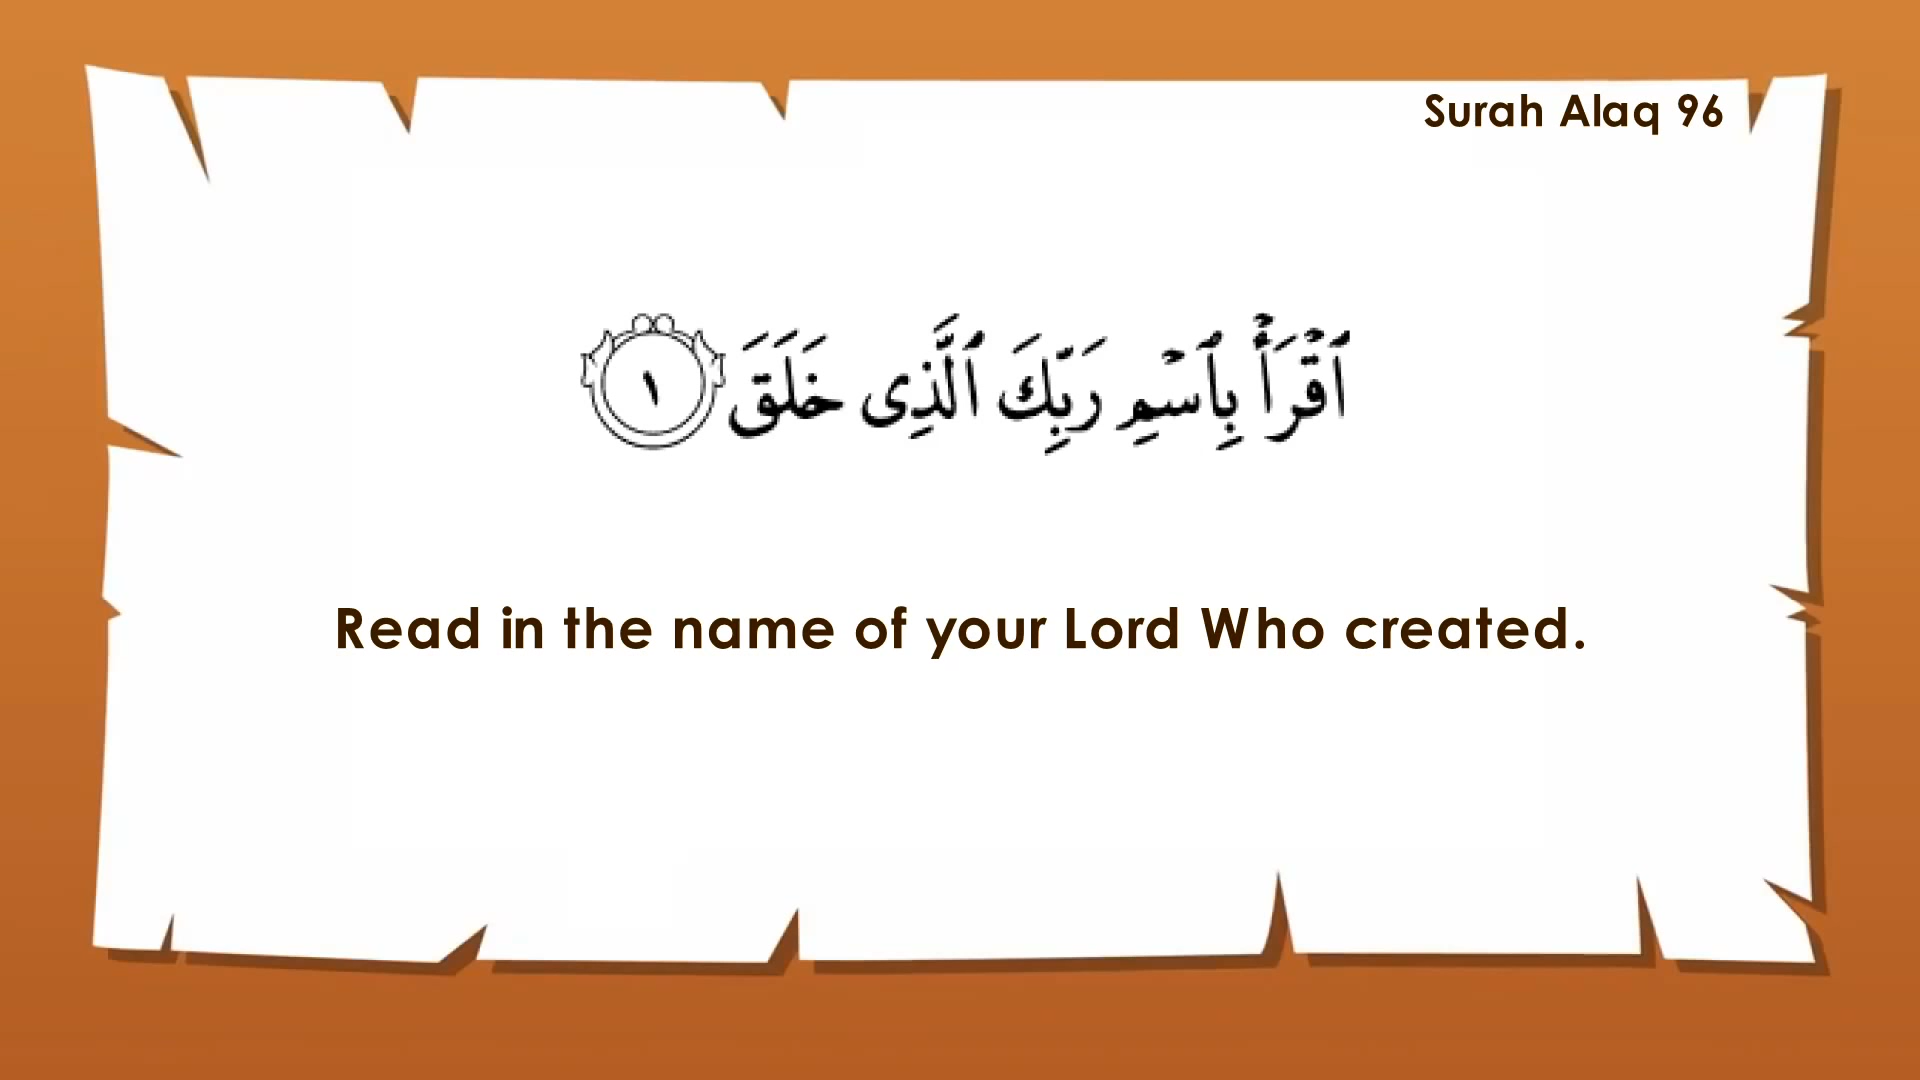 Surah Alaq 96
ٱقْرَأْ بِٱسْمِ رَبِّكَ ٱلَّذِى خَلَقَ ١
Read in the name of your Lord Who created.